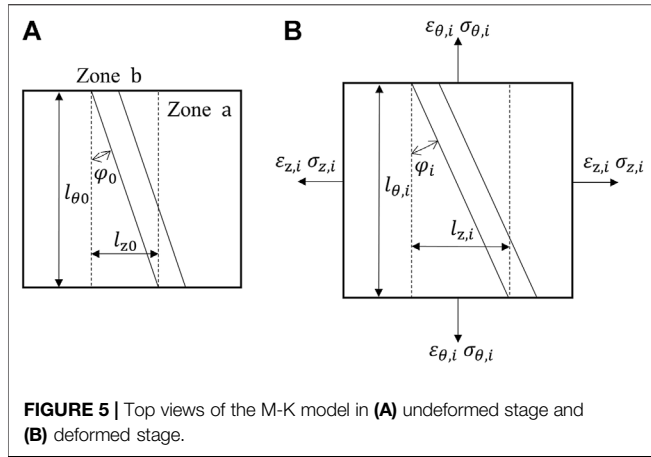 A
B
Zone b
Zone a
φ₀
l_θ0
l_z0
ε_θ,i σ_θ,i
ε_z,i σ_z,i
ε_z,i σ_z,i
φ_i
l_θ,i
l_z,i
ε_θ,i σ_θ,i
FIGURE 5 | Top views of the M-K model in (A) undeformed stage and
(B) deformed stage.